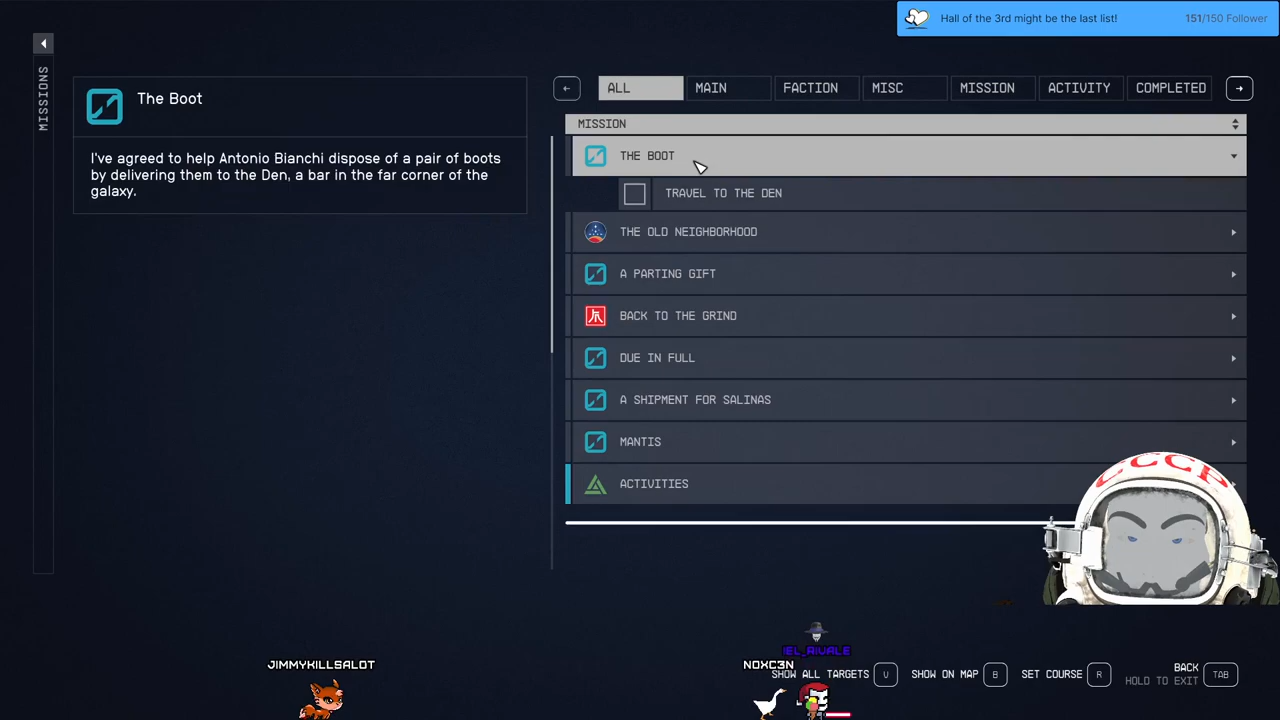 Hall of the 3rd might be the last list!
151/150 Follower
MISSIONS
The Boot
I've agreed to help Antonio Bianchi dispose of a pair of boots
by delivering them to the Den, a bar in the far corner of the
galaxy.
ALL
MAIN
FACTION
MISC
MISSION
ACTIVITY
COMPLETED
MISSION
THE BOOT
TRAVEL TO THE DEN
THE OLD NEIGHBORHOOD
A PARTING GIFT
BACK TO THE GRIND
DUE IN FULL
A SHIPMENT FOR SALINAS
MANTIS
ACTIVITIES
CCCP
JIMMYKILLSALOT
IEL_RIVALE
NOXC3N
SHOW ALL TARGETS V
SHOW ON MAP B
SET COURSE R
BACK
HOLD TO EXIT
TAB